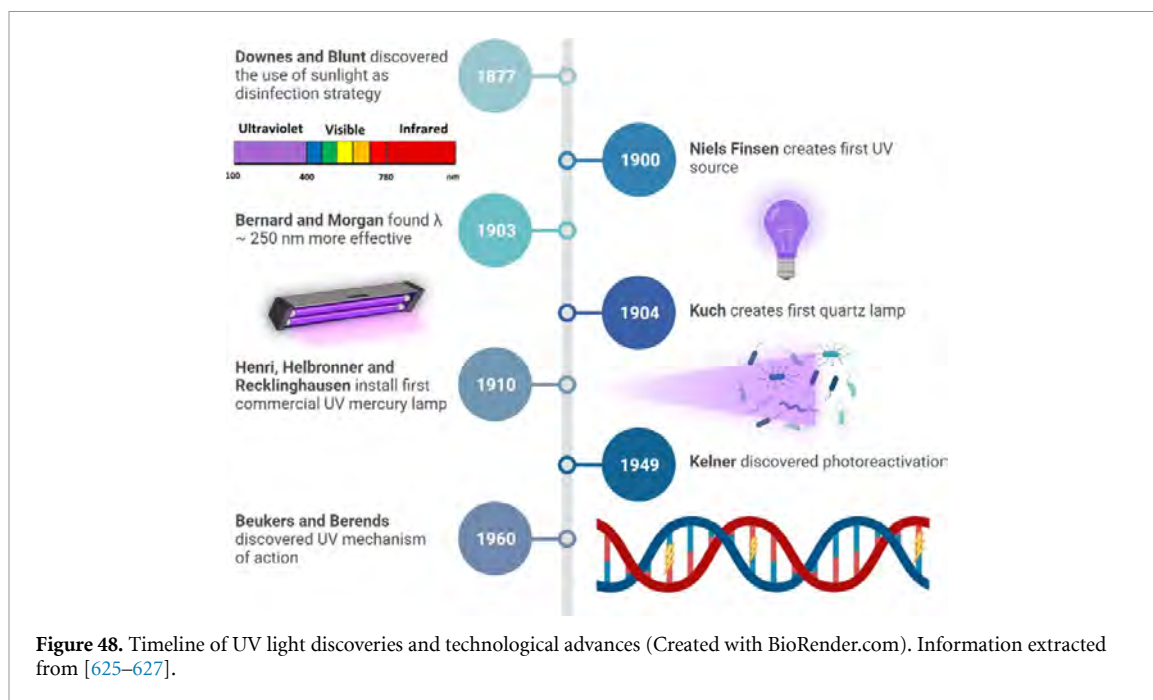 Downes and Blunt discovered
the use of sunlight as
disinfection strategy
1877
Ultraviolet Visible Infrared
100 400 780 nm
1900
Niels Finsen creates first UV
source
Bernard and Morgan found λ
~ 250 nm more effective
1903
1904
Kuch creates first quartz lamp
Henri, Helbronner and
Recklinghausen install first
commercial UV mercury lamp
1910
1949
Kelner discovered photoreactivation
Beukers and Berends
discovered UV mechanism
of action
1960
Figure 48. Timeline of UV light discoveries and technological advances (Created with BioRender.com). Information extracted
from [625–627].